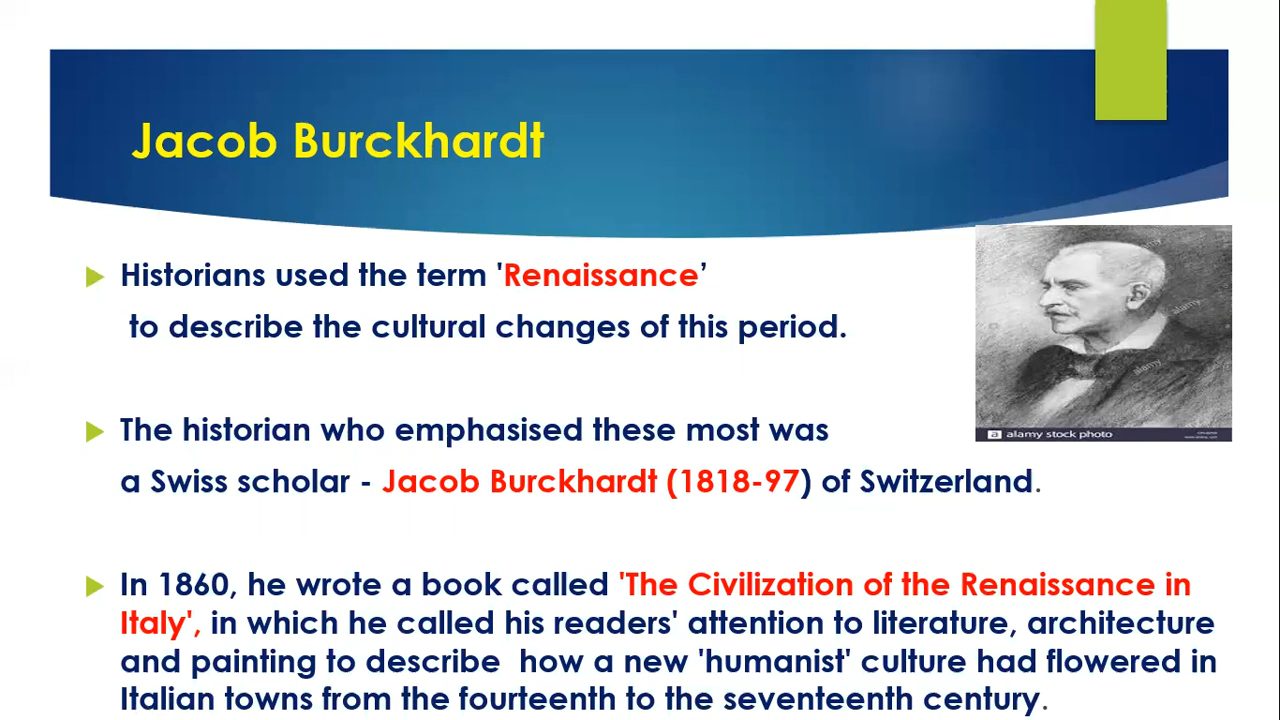 Jacob Burckhardt
Historians used the term 'Renaissance’
to describe the cultural changes of this period.
The historian who emphasised these most was
a Swiss scholar - Jacob Burckhardt (1818-97) of Switzerland.
In 1860, he wrote a book called 'The Civilization of the Renaissance in
Italy', in which he called his readers' attention to literature, architecture
and painting to describe how a new 'humanist' culture had flowered in
Italian towns from the fourteenth to the seventeenth century.
alamy
alamy
a alamy stock photo